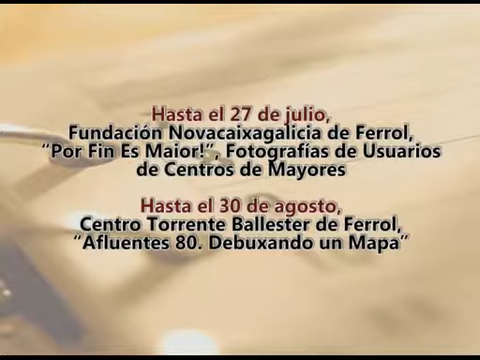 Hasta el 27 de julio,
Fundación Novacaixagalicia de Ferrol,
“Por Fin Es Maior!”, Fotografías de Usuarios
de Centros de Mayores
Hasta el 30 de agosto,
Centro Torrente Ballester de Ferrol,
“Afluentes 80. Debuxando un Mapa”